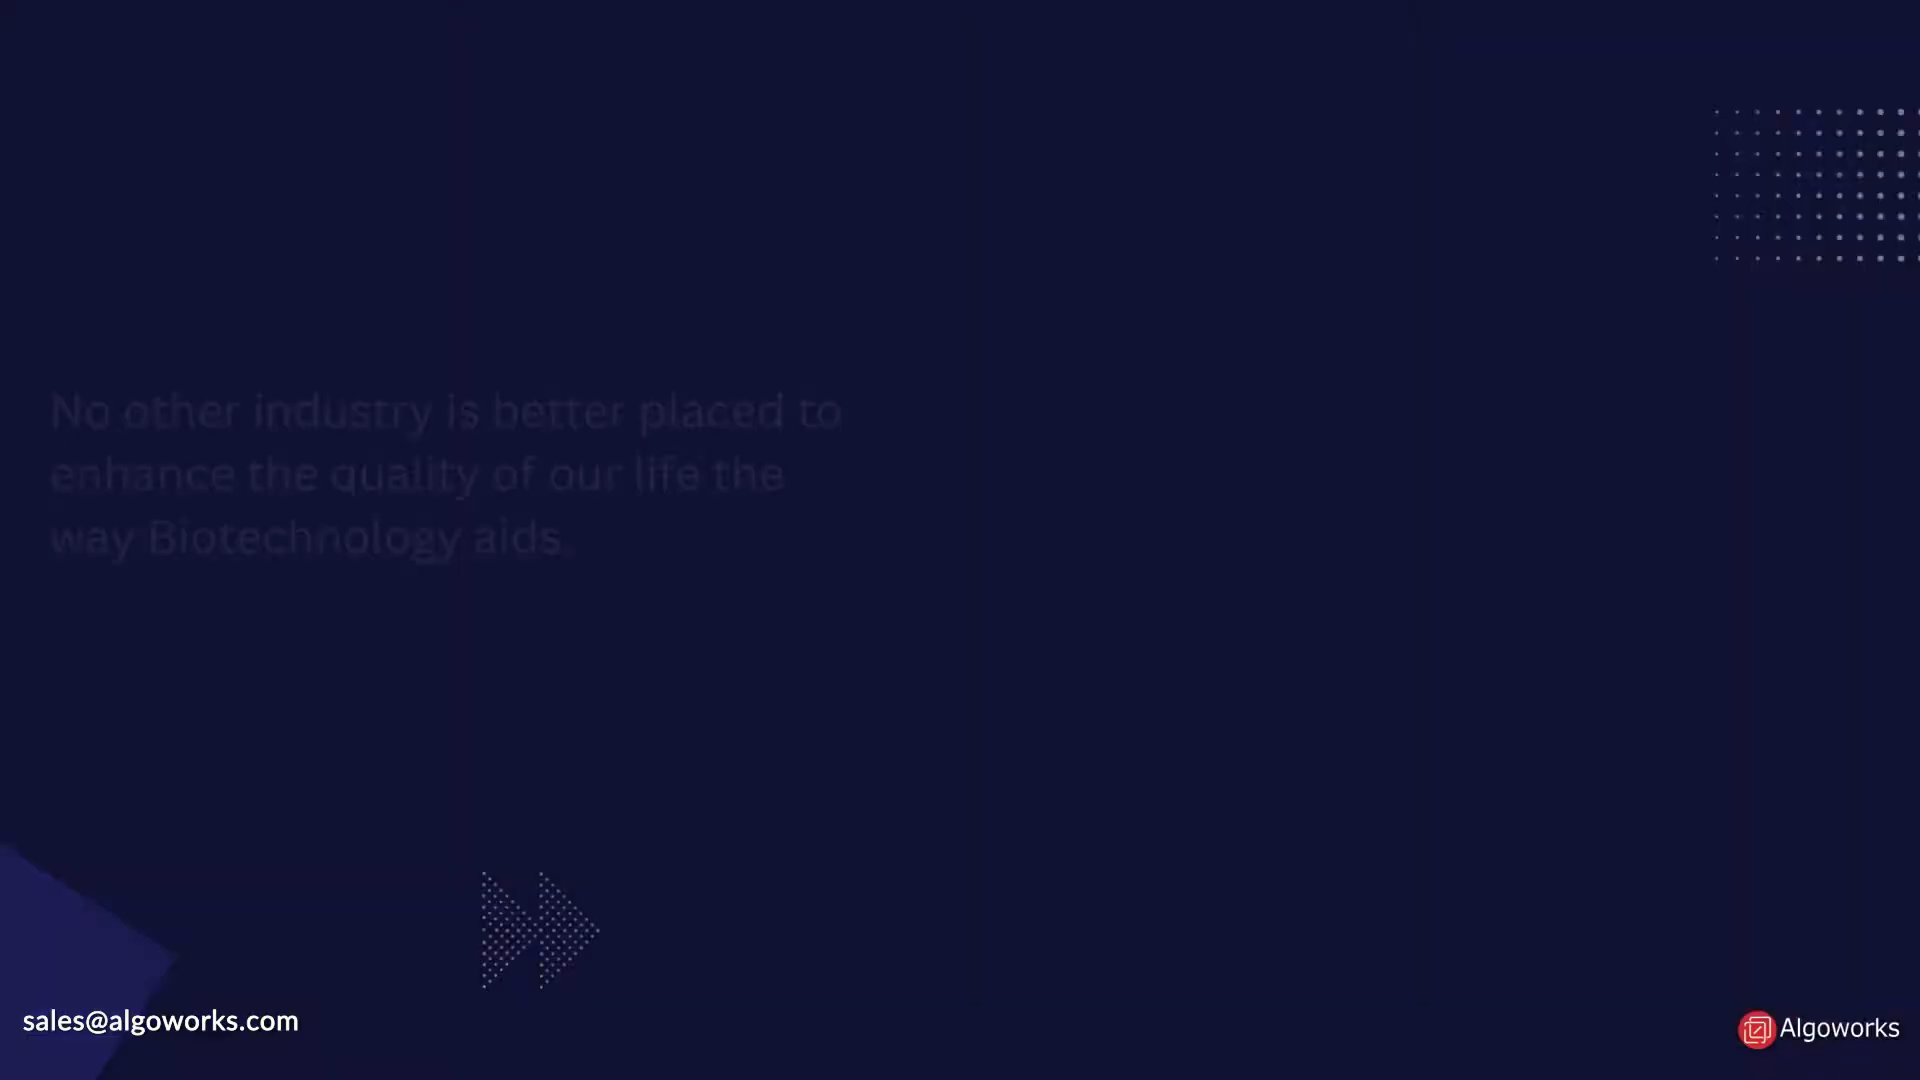 No other industry is better placed to
enhance the quality of our life the
way Biotechnology aids.
sales@algoworks.com
Algoworks